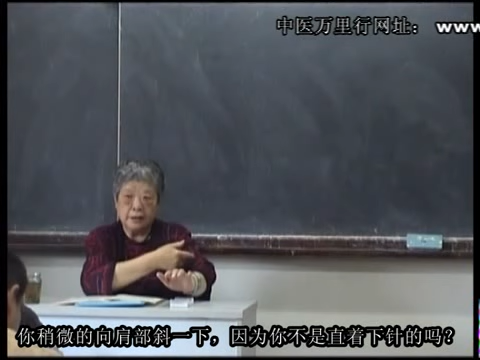 中医万里行网址： www
你稍微的向肩部斜一下，因为你不是直着下针的吗？